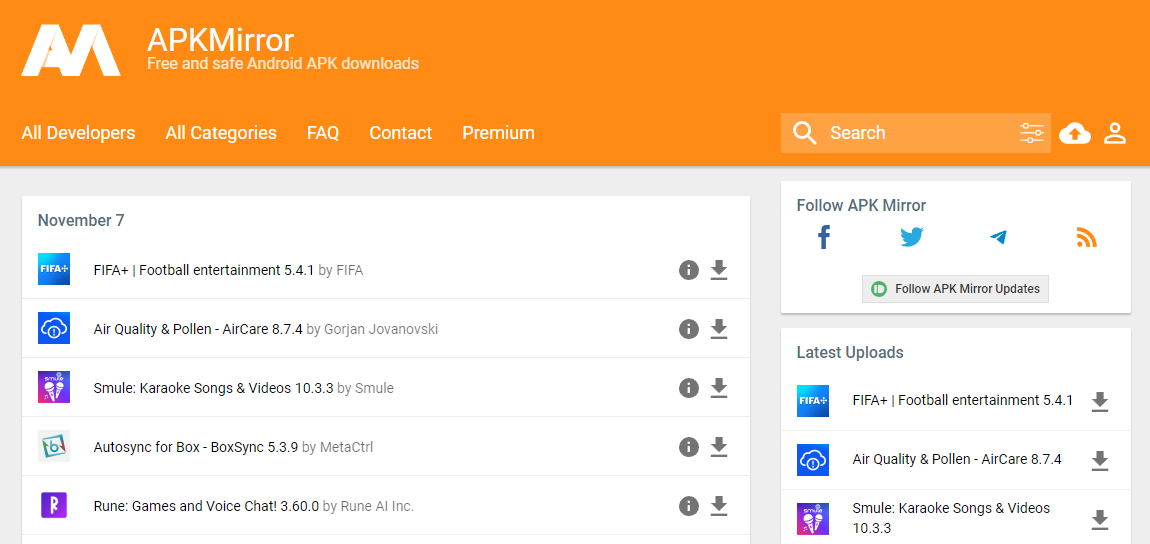 APKMirror
Free and safe Android APK downloads
All Developers All Categories FAQ Contact Premium
Search
November 7
FIFA+ FIFA+ | Football entertainment 5.4.1 by FIFA
Air Quality & Pollen - AirCare 8.7.4 by Gorjan Jovanovski
Smule Smule: Karaoke Songs & Videos 10.3.3 by Smule
Autosync for Box - BoxSync 5.3.9 by MetaCtrl
Rune: Games and Voice Chat! 3.60.0 by Rune AI Inc.
Follow APK Mirror
Follow APK Mirror Updates
Latest Uploads
FIFA+ FIFA+ | Football entertainment 5.4.1
Air Quality & Pollen - AirCare 8.7.4
Smule Smule: Karaoke Songs & Videos
10.3.3